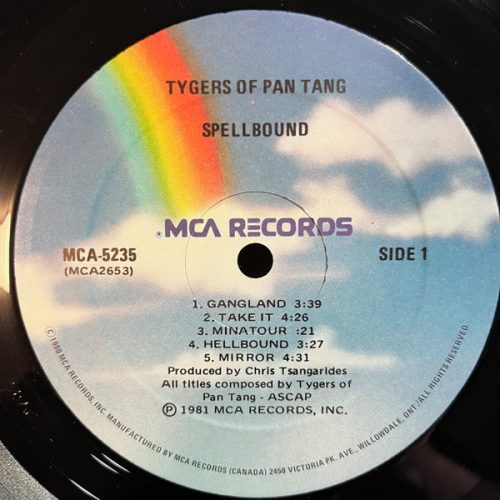 TYGERS OF PAN TANG
SPELLBOUND
MCA RECORDS
MCA-5235
(MCA2653)
SIDE 1
1. GANGLAND 3:39
2. TAKE IT 4:26
3. MINATOUR :21
4. HELLBOUND 3:27
5. MIRROR 4:31
Produced by Chris Tsangarides
All titles composed by Tygers of
Pan Tang - ASCAP
Ⓟ 1981 MCA RECORDS, INC.
© 1980 MCA RECORDS, INC. MANUFACTURED BY MCA RECORDS (CANADA) 2450 VICTORIA PK. AVE., WILLOWDALE, ONT./ALL RIGHTS RESERVED.